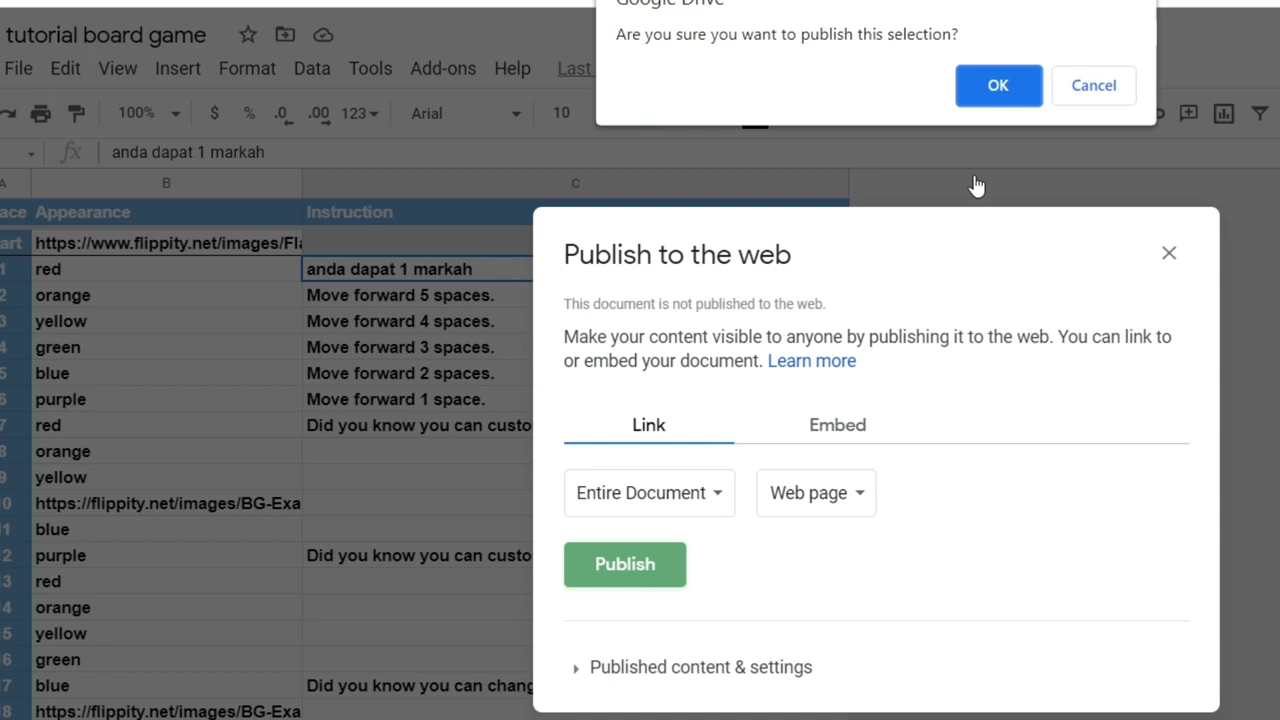 Google Drive
Are you sure you want to publish this selection?
OK
Cancel
tutorial board game
File Edit View Insert Format Data Tools Add-ons Help Last
100% $ % .0 .00 123 Arial 10
fx anda dapat 1 markah
A B C
ace Appearance Instruction
art https://www.flippity.net/images/Fla
1 red anda dapat 1 markah
2 orange Move forward 5 spaces.
3 yellow Move forward 4 spaces.
4 green Move forward 3 spaces.
5 blue Move forward 2 spaces.
6 purple Move forward 1 space.
7 red Did you know you can custo
8 orange
9 yellow
10 https://flippity.net/images/BG-Exa
11 blue
12 purple Did you know you can custo
13 red
14 orange
15 yellow
16 green
17 blue Did you know you can chang
18 https://flippity.net/images/BG-Exa
Publish to the web
This document is not published to the web.
Make your content visible to anyone by publishing it to the web. You can link to
or embed your document. Learn more
Link Embed
Entire Document Web page
Publish
Published content & settings